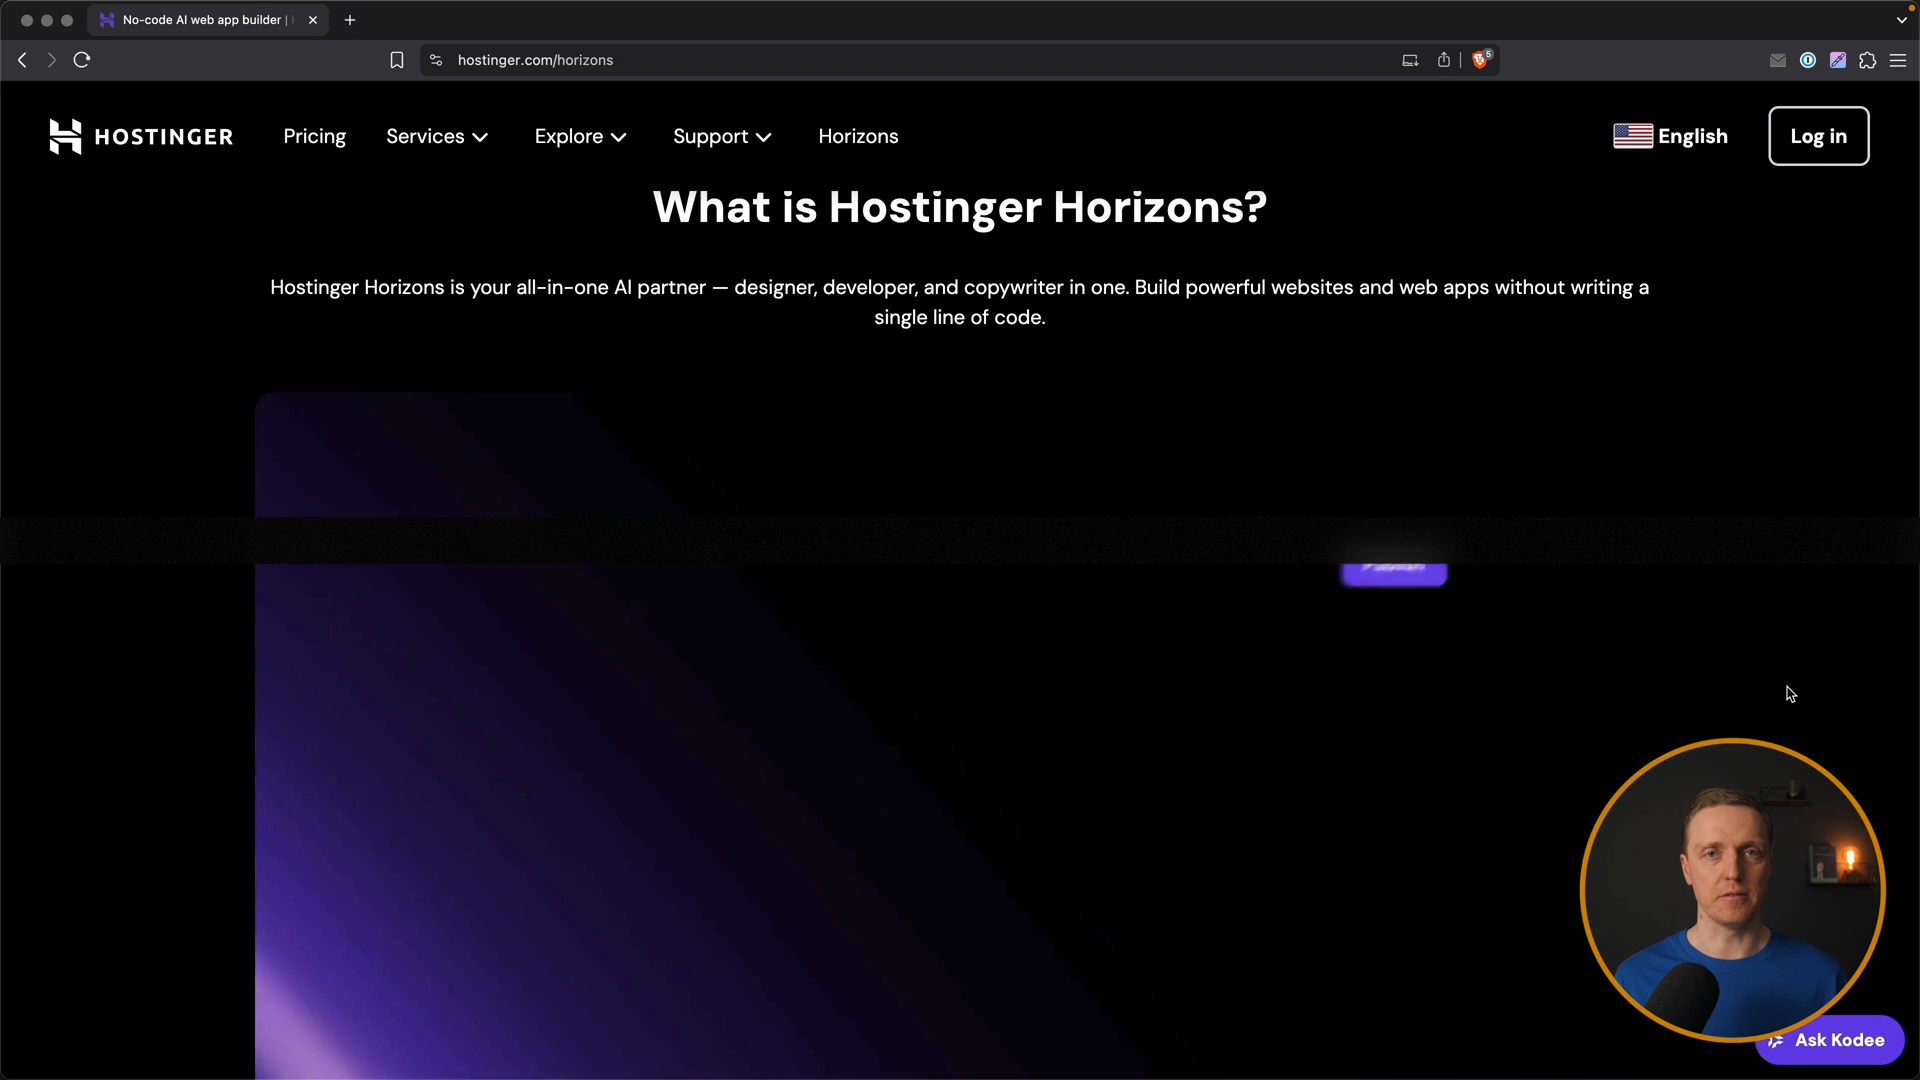 No-code AI web app builder |
hostinger.com/horizons
5
HOSTINGER
Pricing
Services
Explore
Support
Horizons
English
Log in
What is Hostinger Horizons?
Hostinger Horizons is your all-in-one AI partner — designer, developer, and copywriter in one. Build powerful websites and web apps without writing a
single line of code.
Ask Kodee